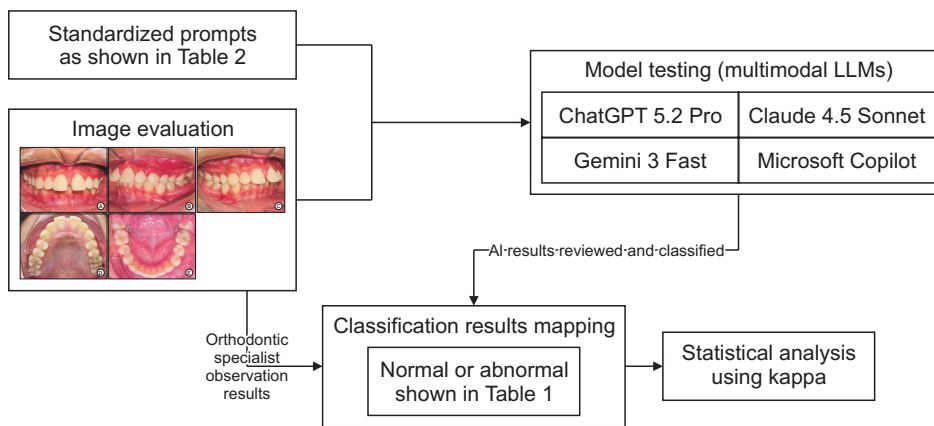 Standardized prompts
as shown in Table 2
Image evaluation
A
B
C
D
E
Model testing (multimodal LLMs)
ChatGPT 5.2 Pro
Claude 4.5 Sonnet
Gemini 3 Fast
Microsoft Copilot
AI-results-reviewed-and-classified
Orthodontic
specialist
observation
results
Classification results mapping
Normal or abnormal
shown in Table 1
Statistical analysis
using kappa